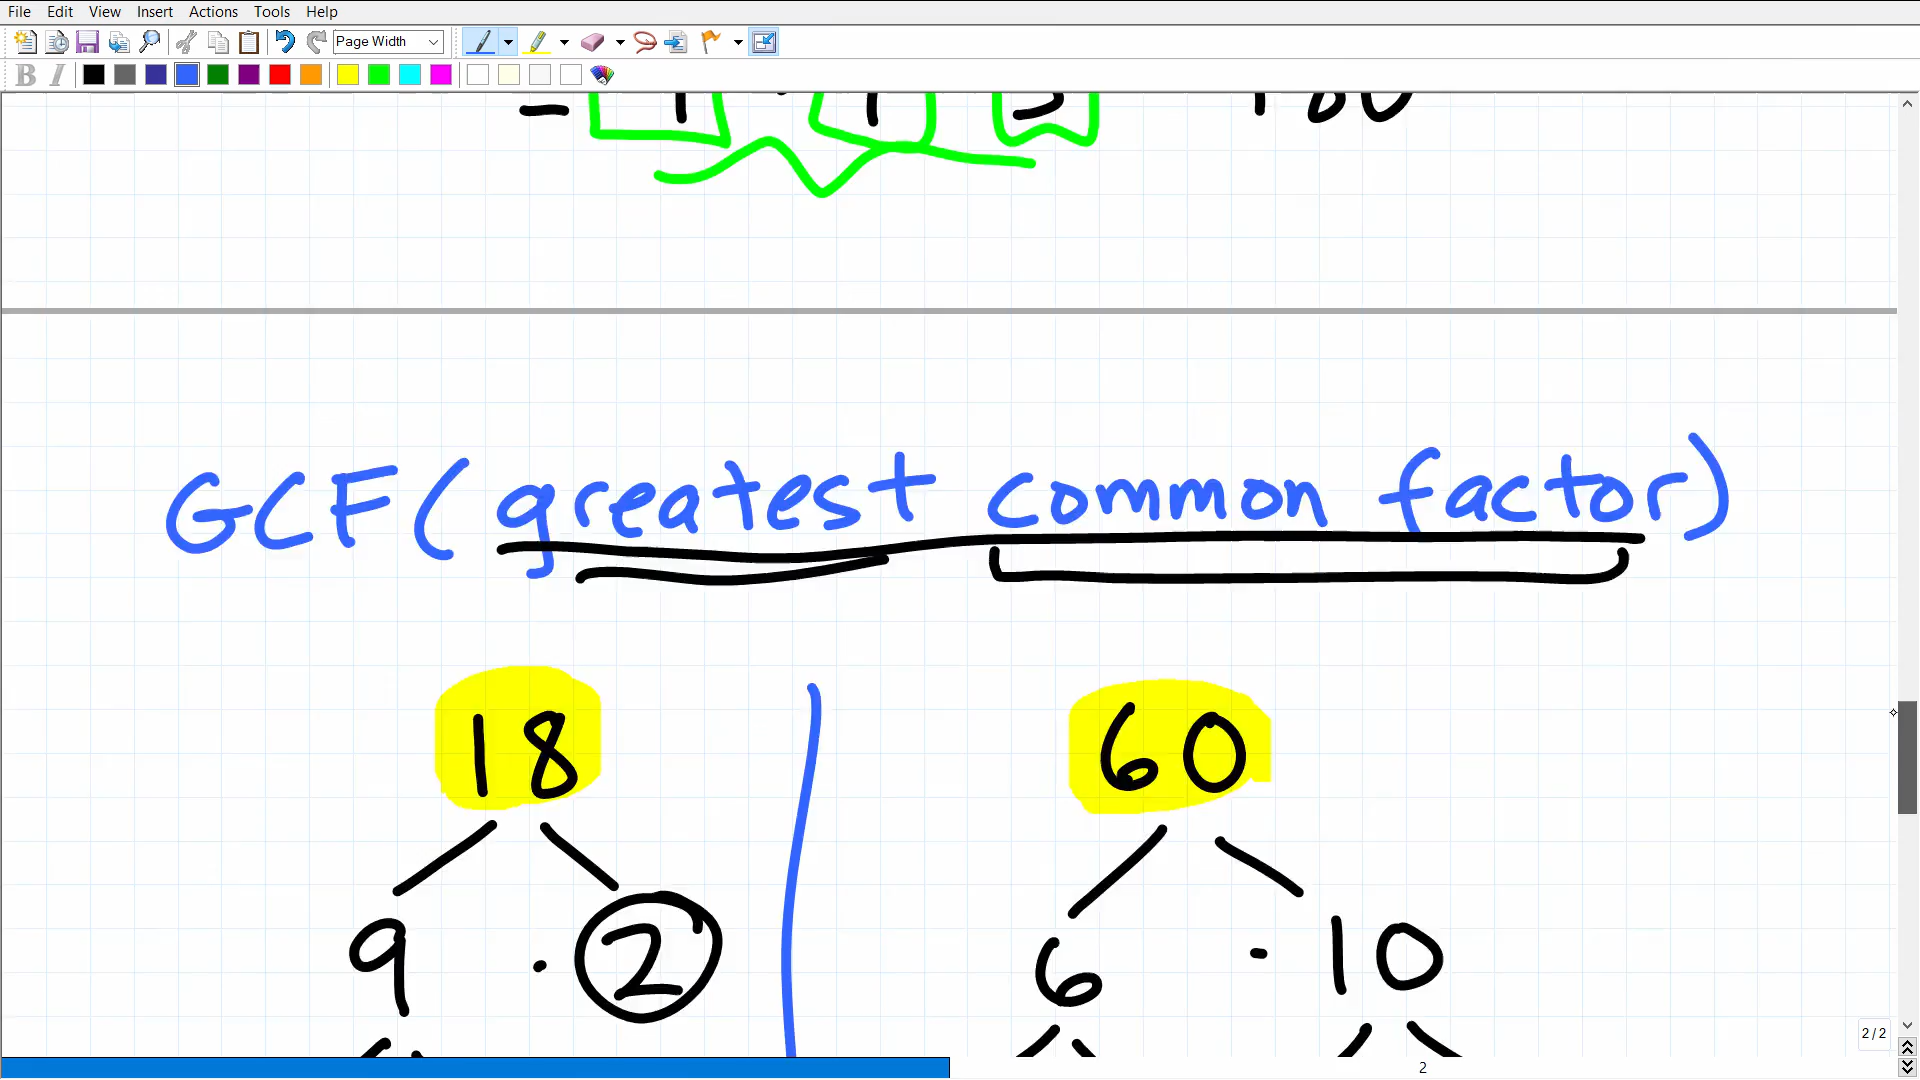 File Edit View Insert Actions Tools Help
Page Width
B I
= 180
GCF(greatest common factor)
18 60
9 · 2 6 · 10
2 / 2
2